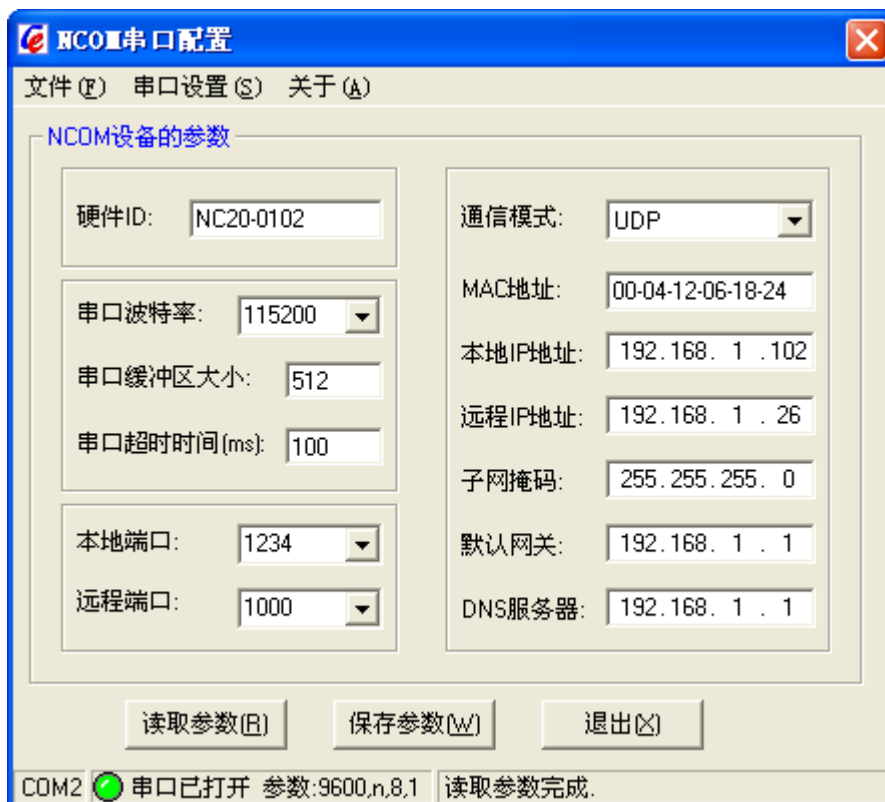 NCOM串口配置
文件(F) 串口设置(S) 关于(A)
NCOM设备的参数
硬件ID: NC20-0102
串口波特率: 115200
串口缓冲区大小: 512
串口超时时间(ms): 100
本地端口: 1234
远程端口: 1000
通信模式: UDP
MAC地址: 00-04-12-06-18-24
本地IP地址: 192.168. 1 .102
远程IP地址: 192.168. 1 . 26
子网掩码: 255.255.255. 0
默认网关: 192.168. 1 . 1
DNS服务器: 192.168. 1 . 1
读取参数(R) 保存参数(W) 退出(X)
COM2 串口已打开 参数:9600,n,8,1 读取参数完成.